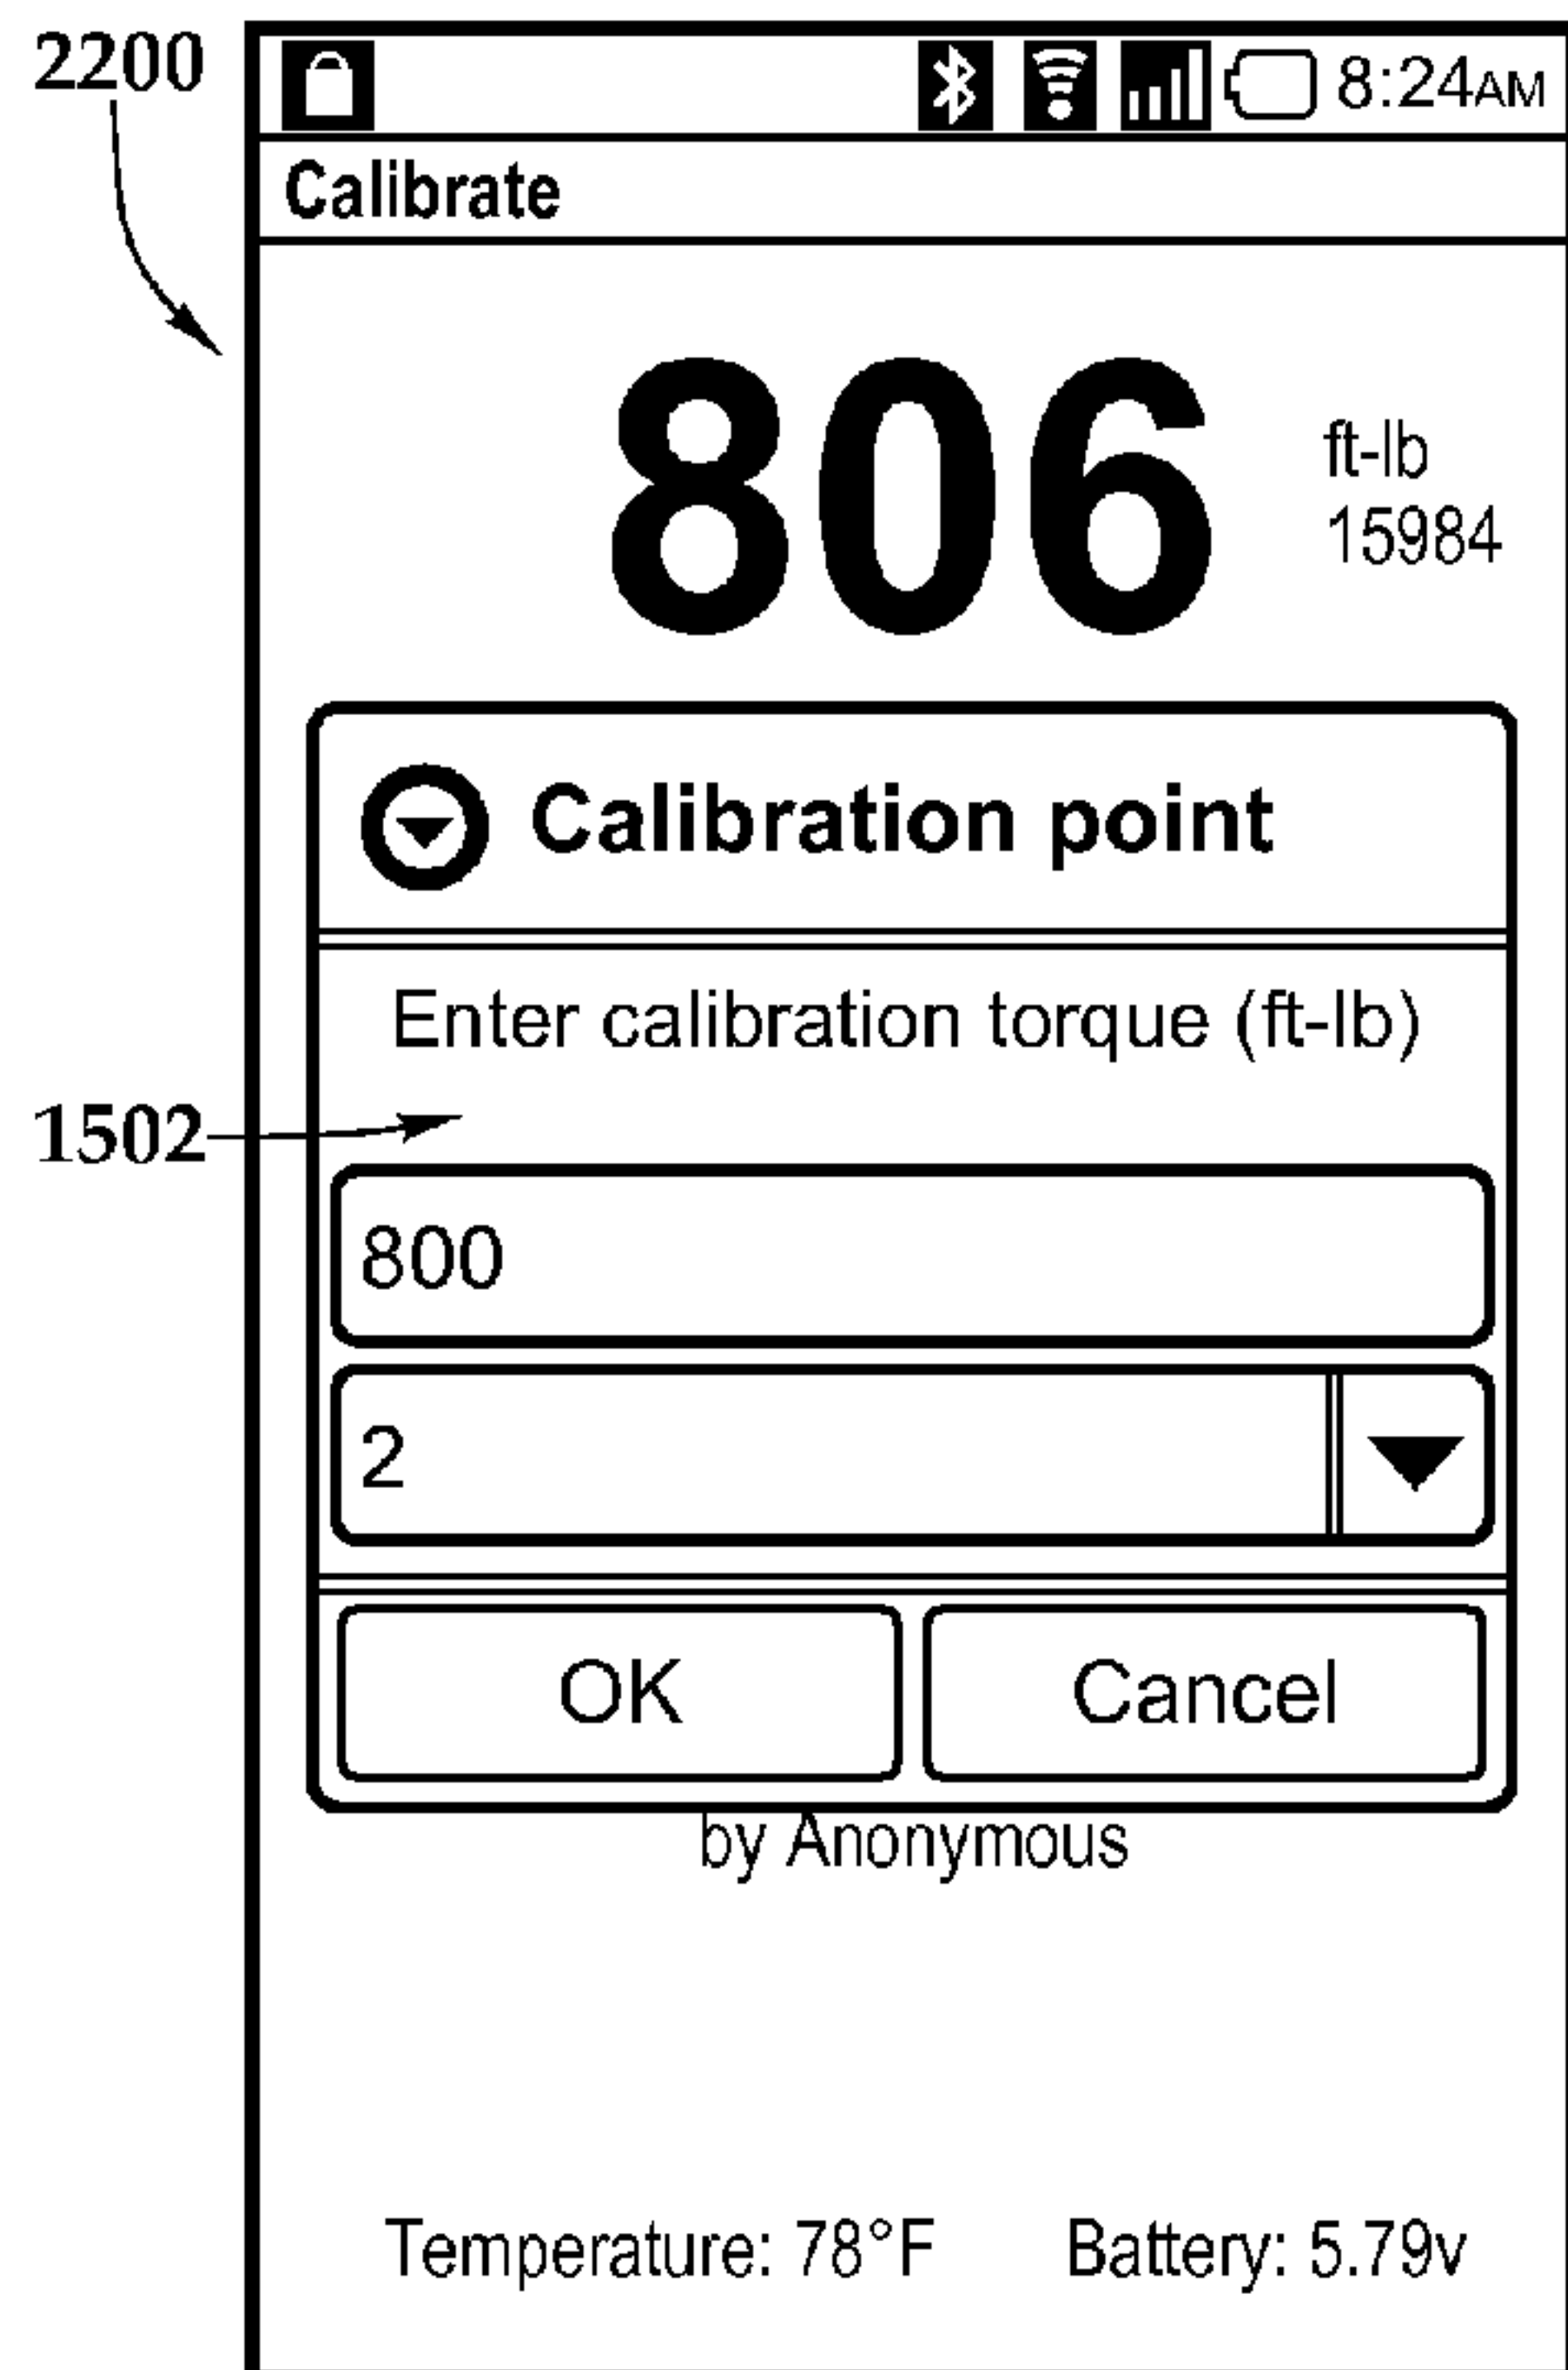 2200
8:24AM
Calibrate
806
ft-lb
15984
Calibration point
Enter calibration torque (ft-lb)
1502
800
2
OK
Cancel
by Anonymous
Temperature: 78°F
Battery: 5.79v